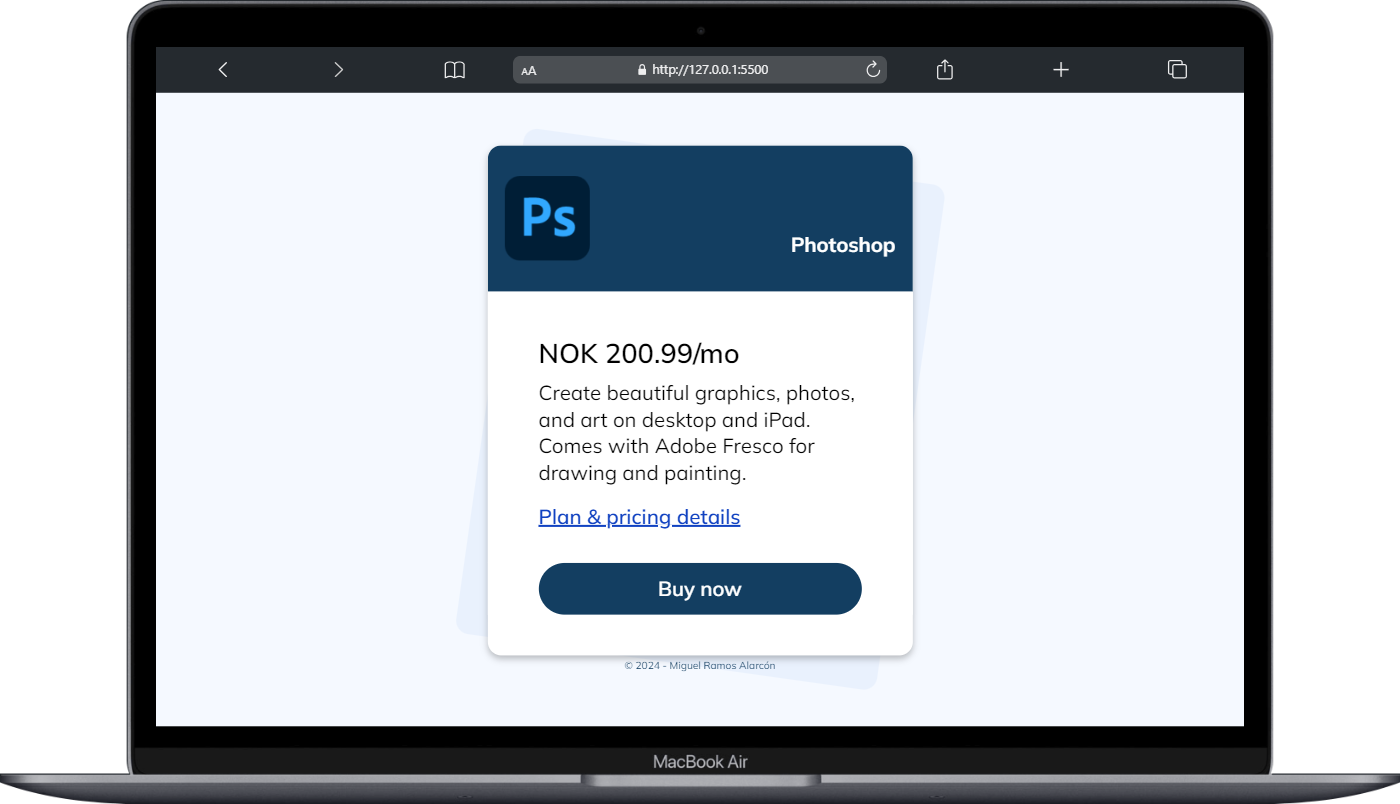 AA http://127.0.0.1:5500
Ps
Photoshop
NOK 200.99/mo
Create beautiful graphics, photos,
and art on desktop and iPad.
Comes with Adobe Fresco for
drawing and painting.
Plan & pricing details
Buy now
© 2024 - Miguel Ramos Alarcón
MacBook Air